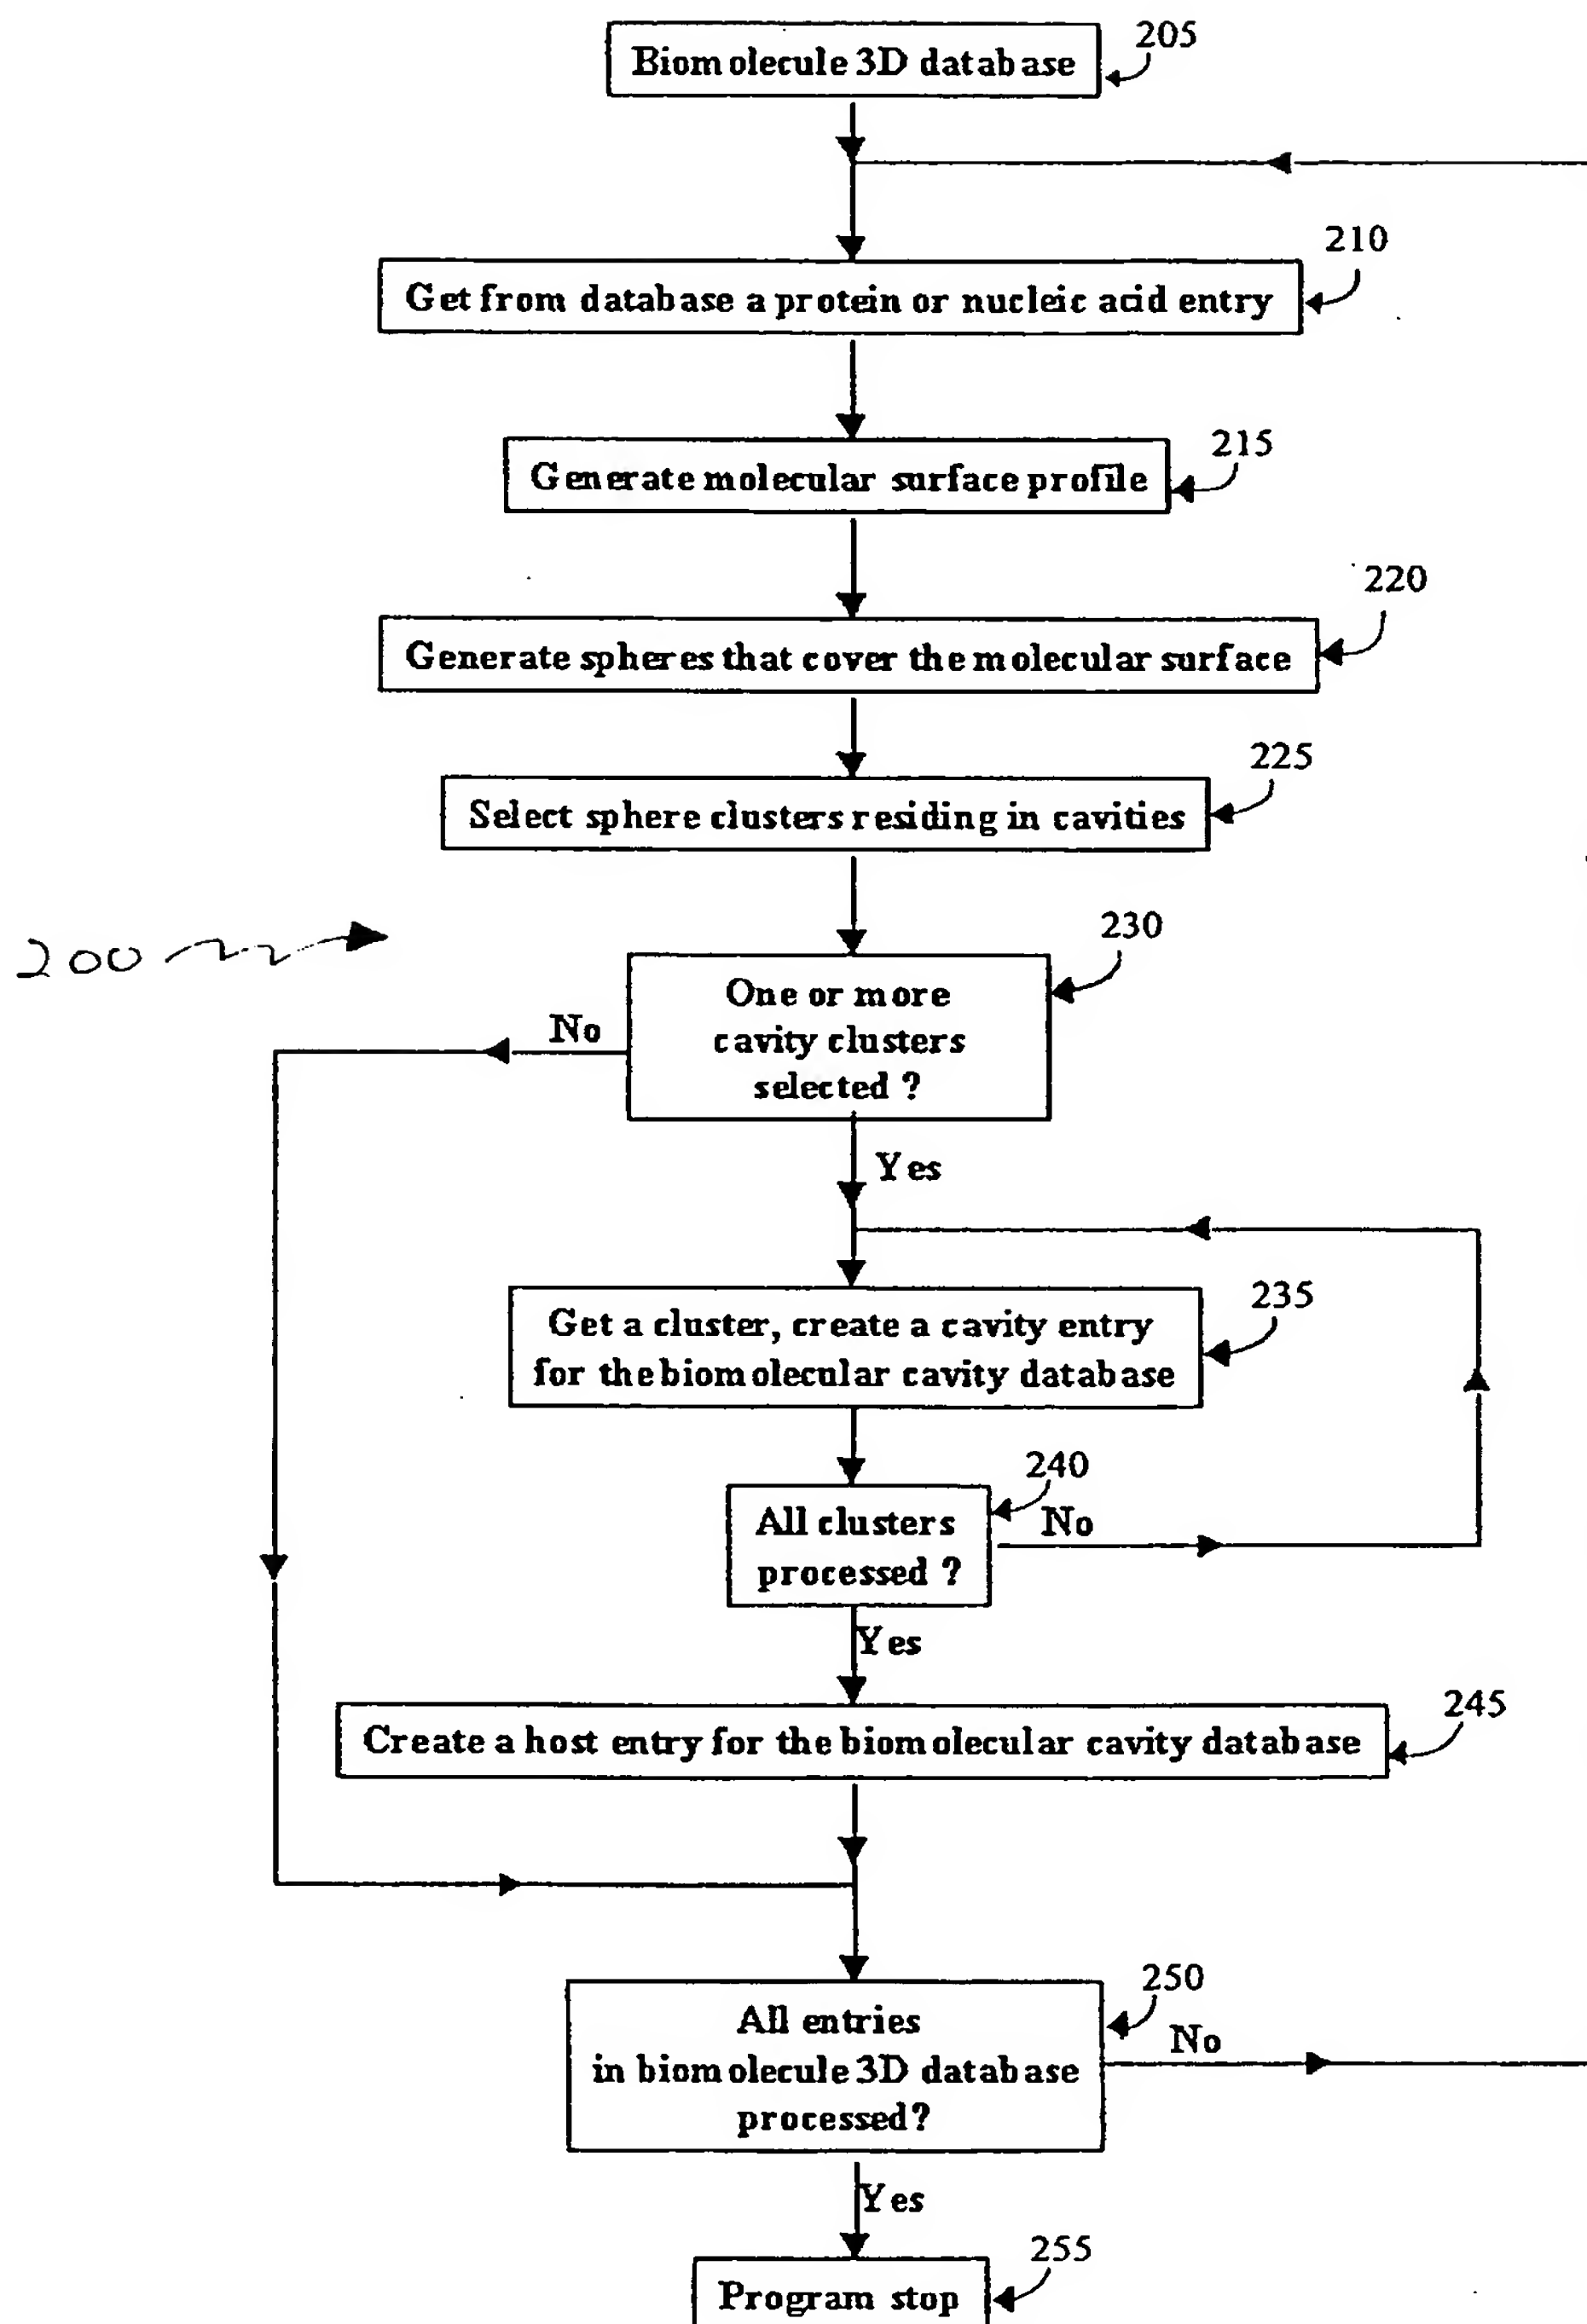 Biomolecule 3D database
205
210
Get from database a protein or nucleic acid entry
215
Generate molecular surface profile
220
Generate spheres that cover the molecular surface
225
Select sphere clusters residing in cavities
200
230
One or more
cavity clusters
selected ?
No
Yes
235
Get a cluster, create a cavity entry
for the biomolecular cavity database
240
All clusters
processed ?
No
Yes
245
Create a host entry for the biomolecular cavity database
250
All entries
in biomolecule 3D database
processed?
No
Yes
255
Program stop